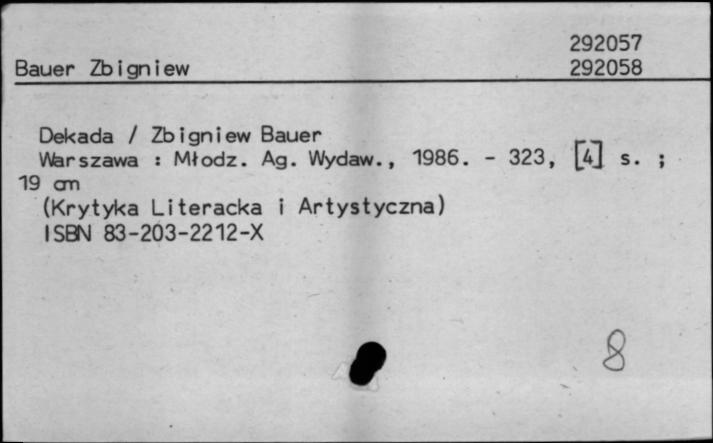 292057
Bauer Zbigniew 292058
Dekada / Zbigniew Bauer
Warszawa : Młodz. Ag. Wydaw., 1986. - 323, [4] s. ;
19 cm
(Krytyka Literacka i Artystyczna)
ISBN 83-203-2212-X
8